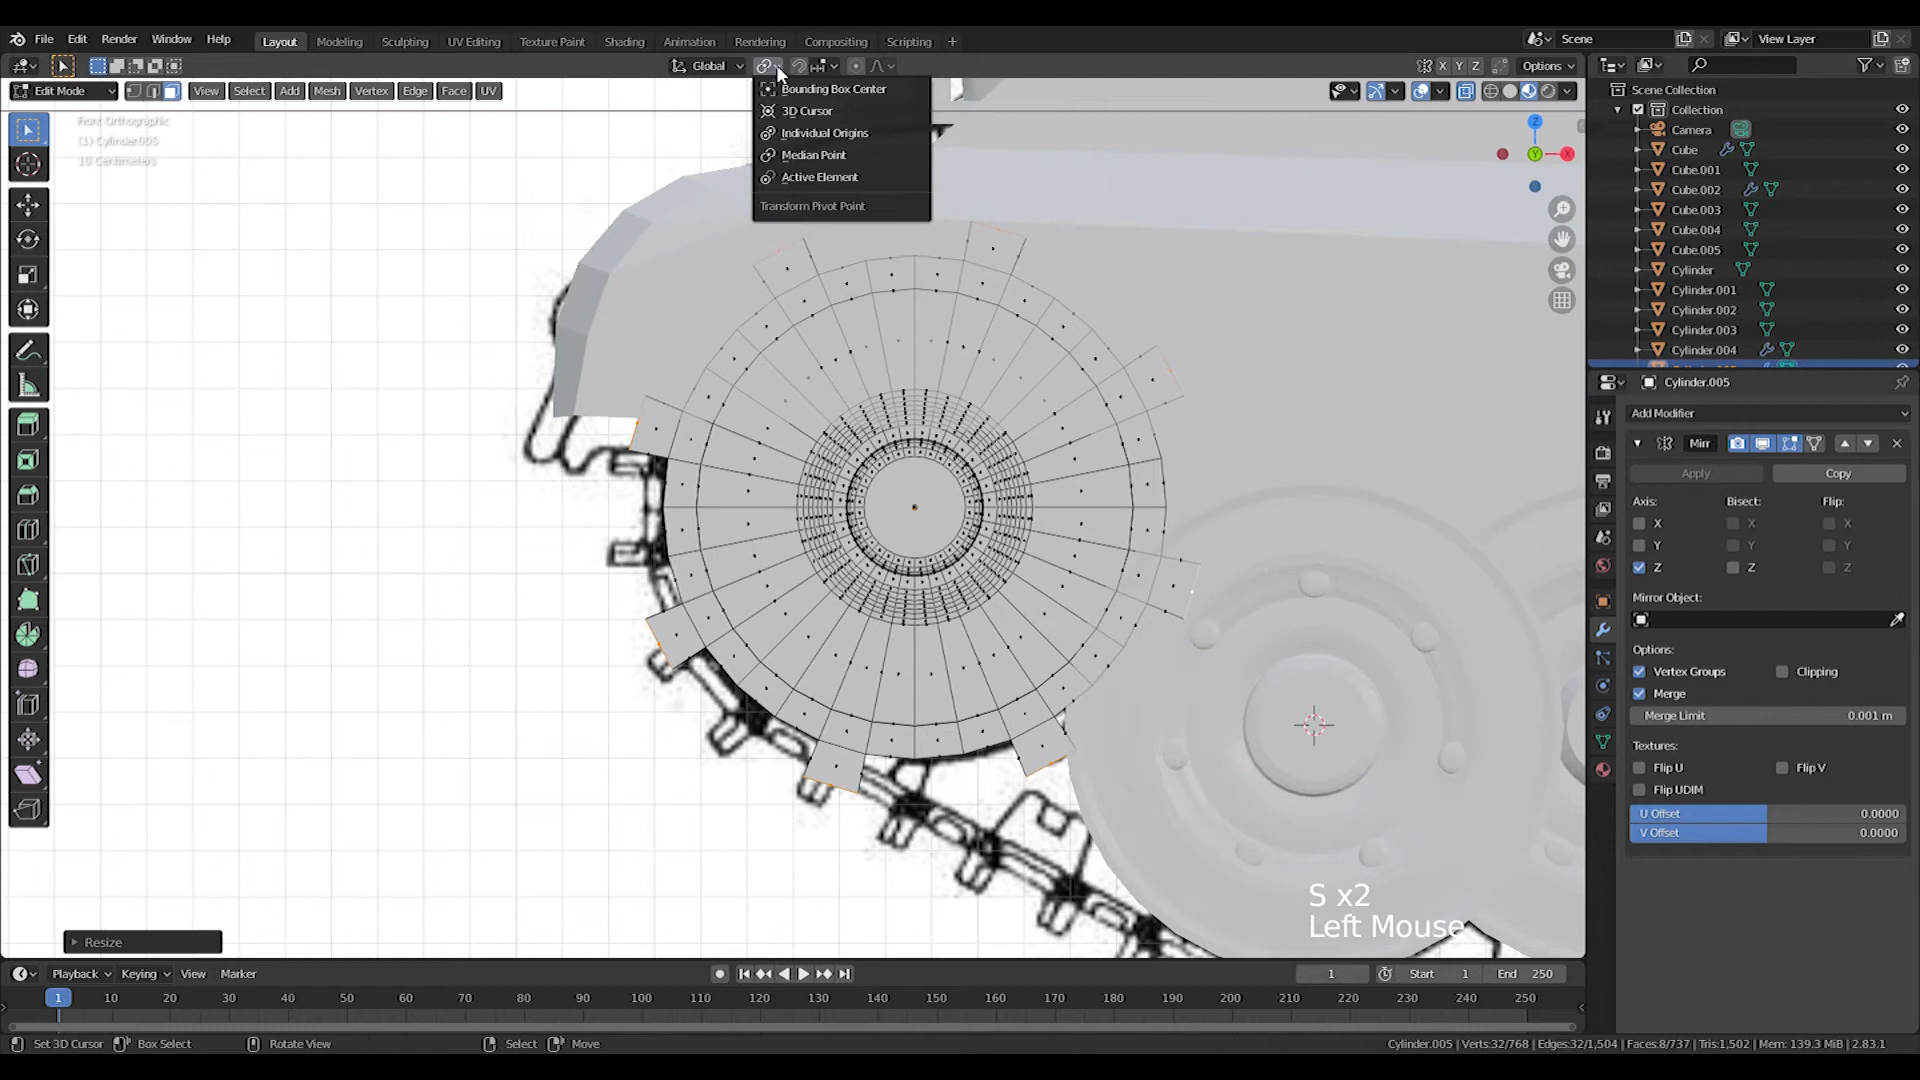 File Edit Render Window Help Layout Modeling Sculpting UV Editing Texture Paint Shading Animation Rendering Compositing Scripting + Scene View Layer
Global X Y Z Options
Edit Mode View Select Add Mesh Vertex Edge Face UV
Front Orthographic
(1) Cylinder005
10 Centimeters
Bounding Box Center
3D Cursor
Individual Origins
Median Point
Active Element
Transform Pivot Point
Z
Y
X
Scene Collection
Collection
Camera
Cube
Cube.001
Cube.002
Cube.003
Cube.004
Cube.005
Cylinder
Cylinder.001
Cylinder.002
Cylinder.003
Cylinder.004
Cylinder.005
Add Modifier
Mirr
Apply Copy
Axis: Bisect: Flip:
X X X
Y Y Y
Z Z Z
Mirror Object:
Options:
Vertex Groups Clipping
Merge
Merge Limit 0.001 m
Textures:
Flip U Flip V
Flip UDIM
U Offset 0.0000
V Offset 0.0000
S x2
Left Mouse
Resize
Playback Keying View Marker 1 Start 1 End 250
1 10 20 30 40 50 60 70 80 90 100 110 120 130 140 150 160 170 180 190 200 210 220 230 240 250
Set 3D Cursor Box Select Rotate View Select Move Cylinder.005 | Verts:32/768 | Edges:32/1,504 | Faces:8/737 | Tris:1,502 | Mem: 139.3 MiB | 2.83.1